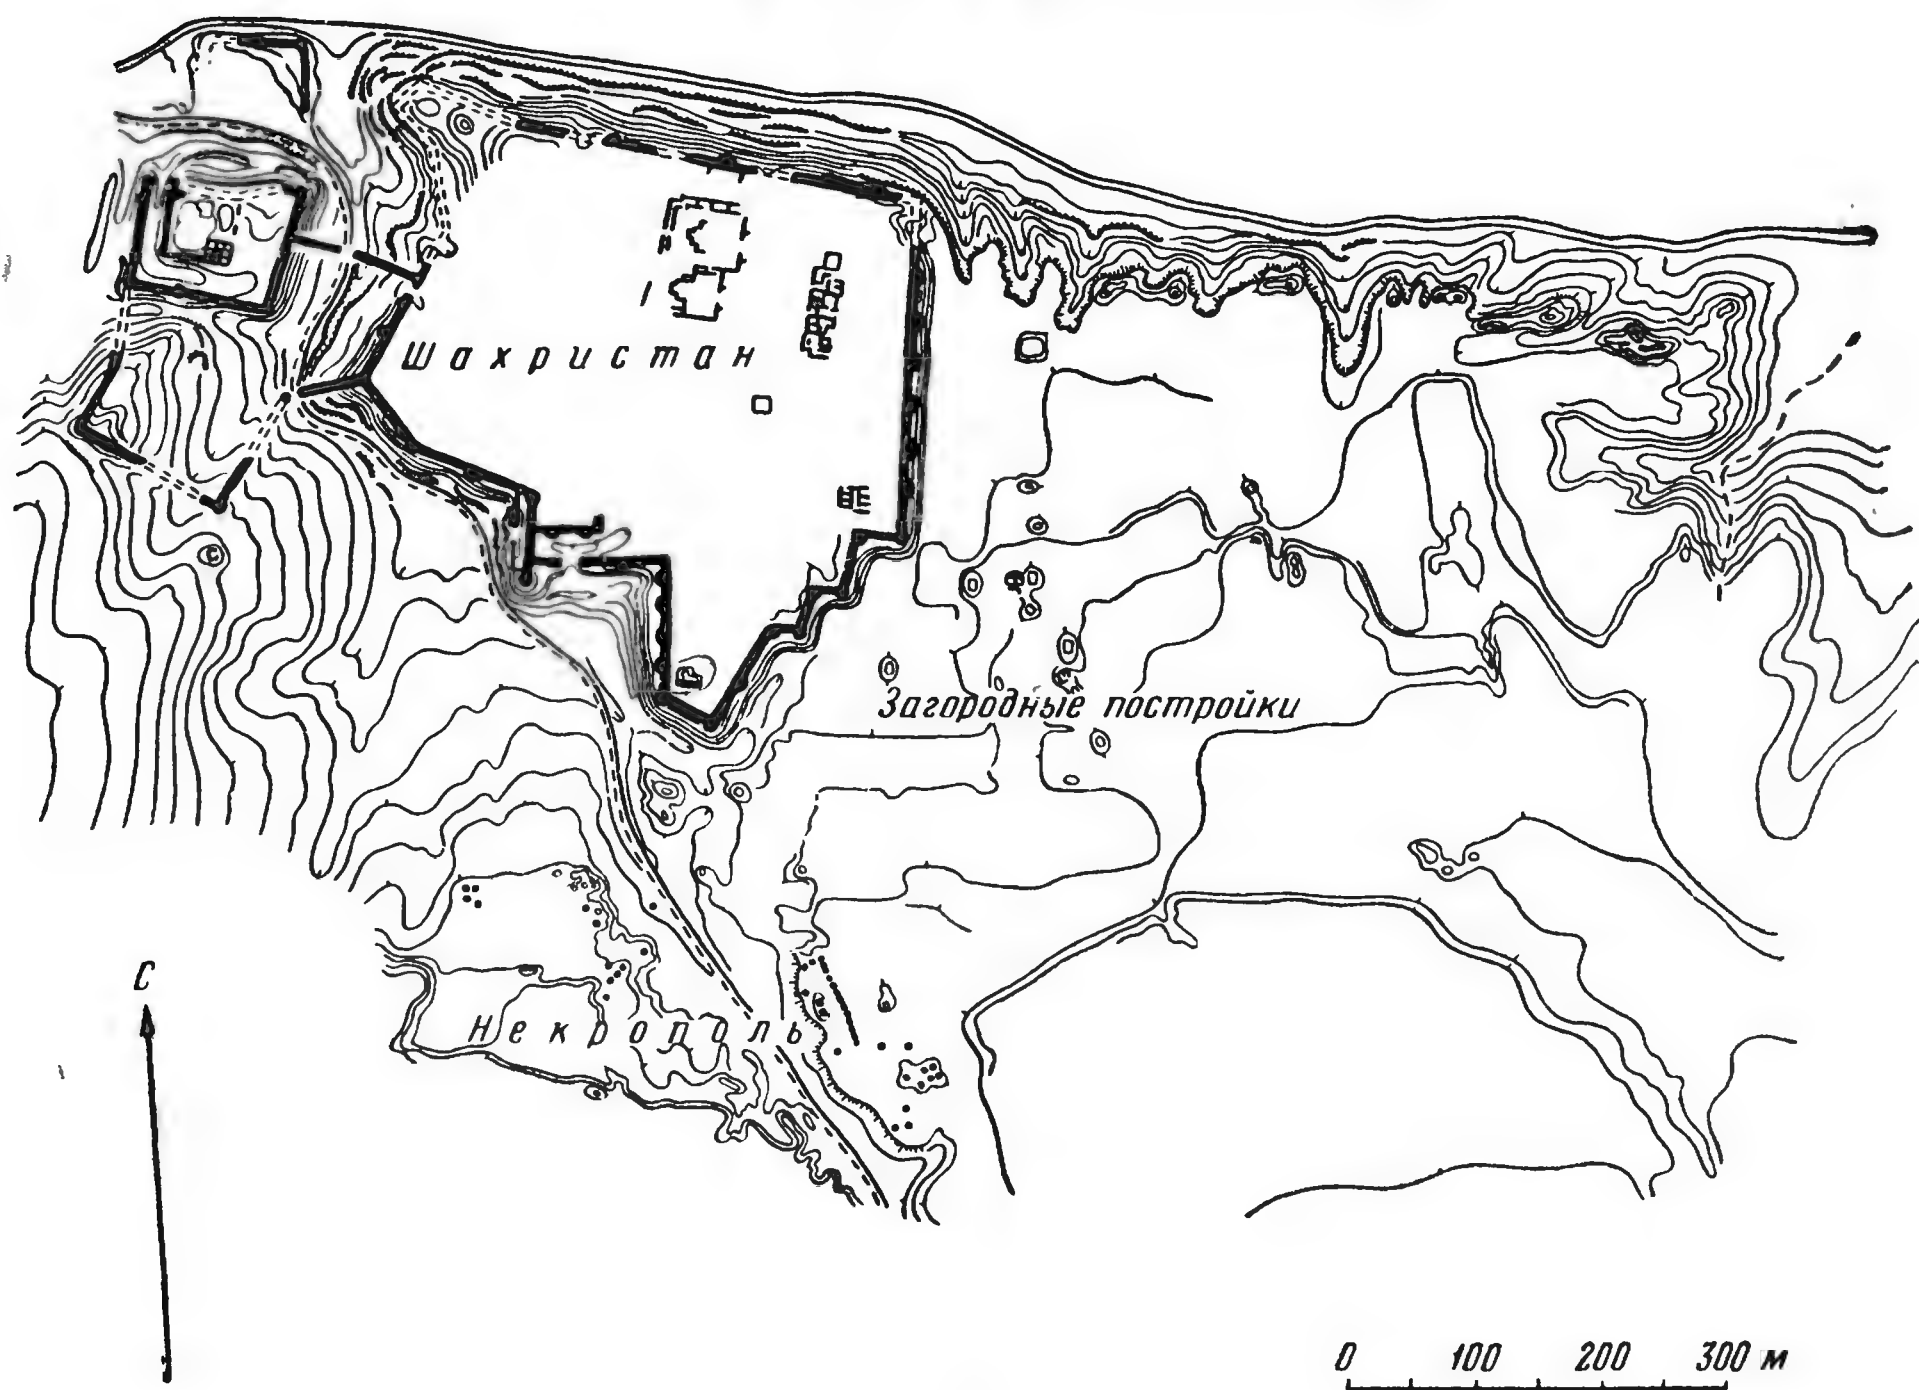 Шахристан
Загородные постройки
С
Некрополь
0 100 200 300 м